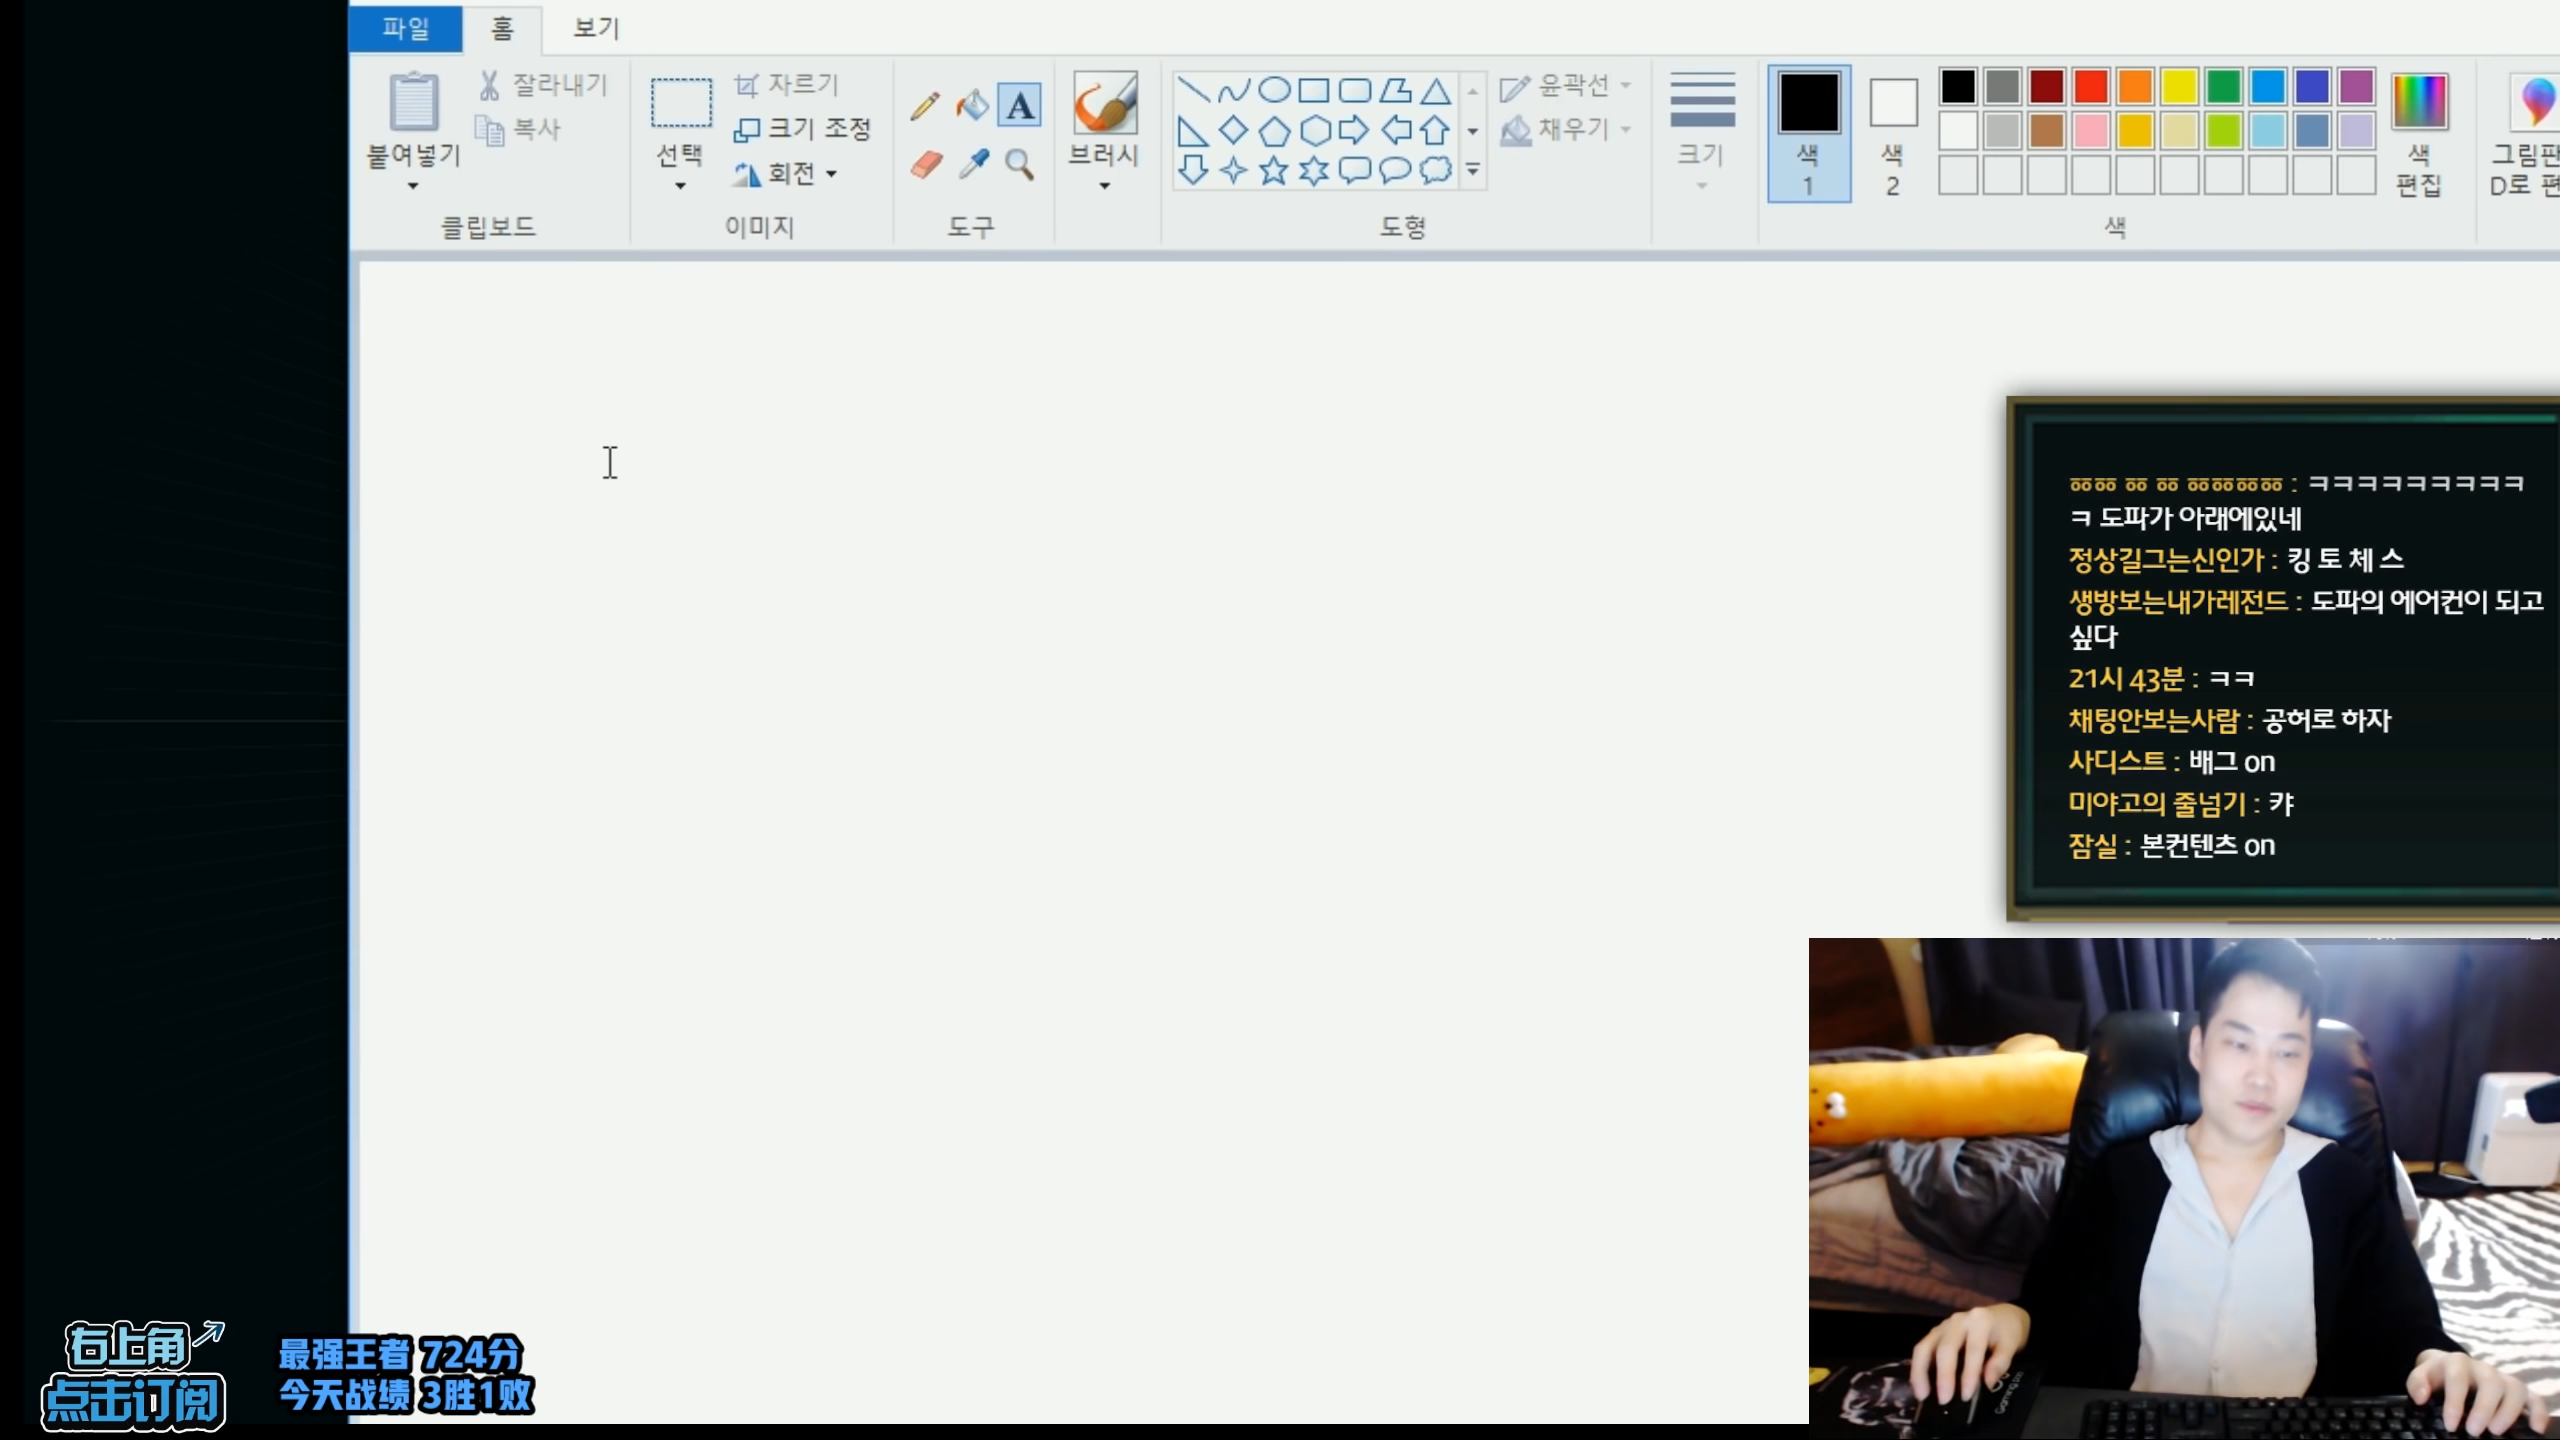 파일 홈 보기
붙여넣기
잘라내기
복사
클립보드
선택
자르기
크기 조정
회전
이미지
A
도구
브러시
윤곽선
채우기
도형
크기
색
1
색
2
색
편집
색
그림판
D로 편
ㆀㆀ ㆀ ㆀ ㆀㆀㆀㆀ : ㅋㅋㅋㅋㅋㅋㅋㅋㅋ
ㅋ 도파가 아래에있네
정상길그는신인가 : 킹 토 체 스
생방보는내가레전드 : 도파의 에어컨이 되고
싶다
21시 43분 : ㅋㅋ
채팅안보는사람 : 공허로 하자
사디스트 : 배그 on
미야고의 줄넘기 : 캬
잠실 : 본컨텐츠 on
右上角
点击订阅
最强王者 724分
今天战绩 3胜1败